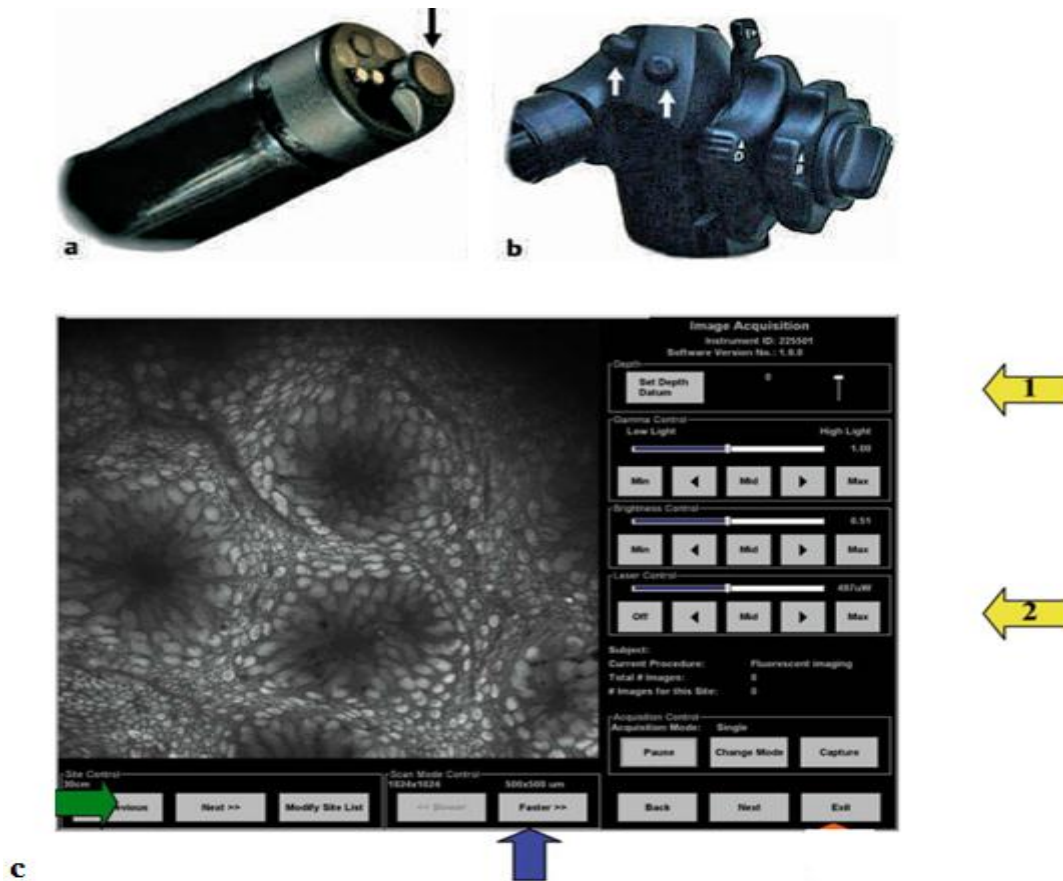 a
b
D
c
Image Acquisition
Instrument ID: 225501
Software Version No.: 1.8.0
Depth
Set Depth
Datum
0
1
Gamma Control
Low Light High Light
1.00
Min Mid Max
Brightness Control
0.51
Min Mid Max
Laser Control
487uW
Off Mid Max
2
Subject:
Current Procedure: Fluorescent imaging
Total # Images: 0
# Images for this Site: 0
Acquisition Control
Acquisition Mode: Single
Pause Change Mode Capture
Site Control
30cm
Next >> Modify Site List
Scan Mode Control
1024x1024 500x500 um
<< Slower Faster >>
Back Next Exit